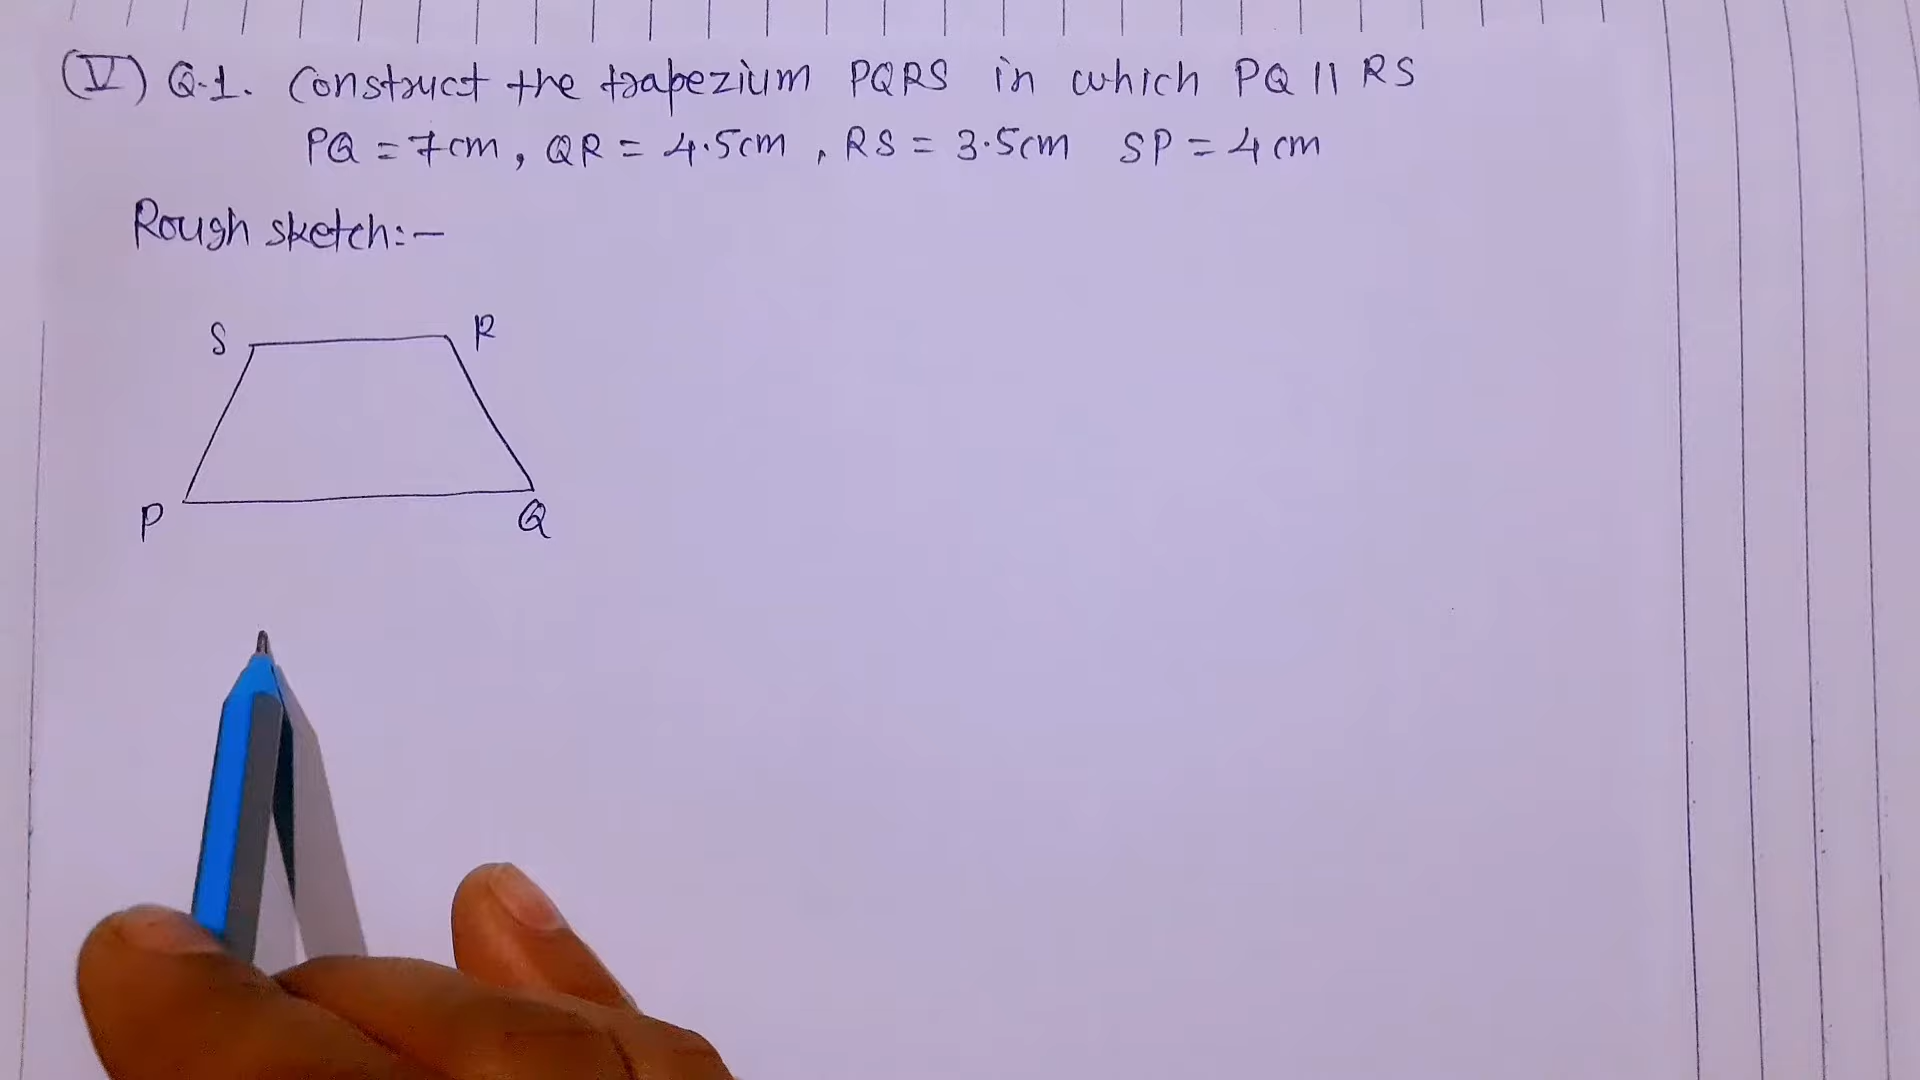 (V) Q.1. Construct the trapezium PQRS in which PQ || RS
PQ = 7cm, QR = 4.5cm, RS = 3.5cm SP = 4cm
Rough sketch:-
S R
P Q